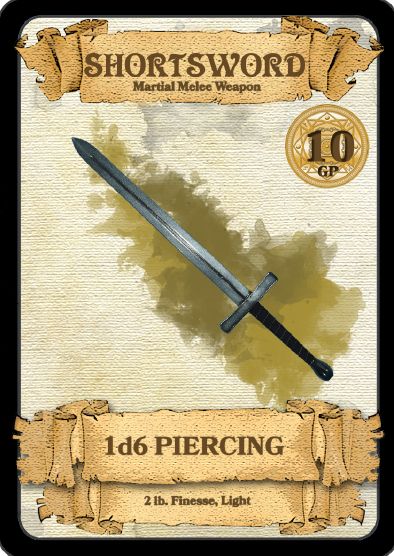 SHORTSWORD
Martial Melee Weapon
10
GP
1d6 PIERCING
2 lb. Finesse, Light